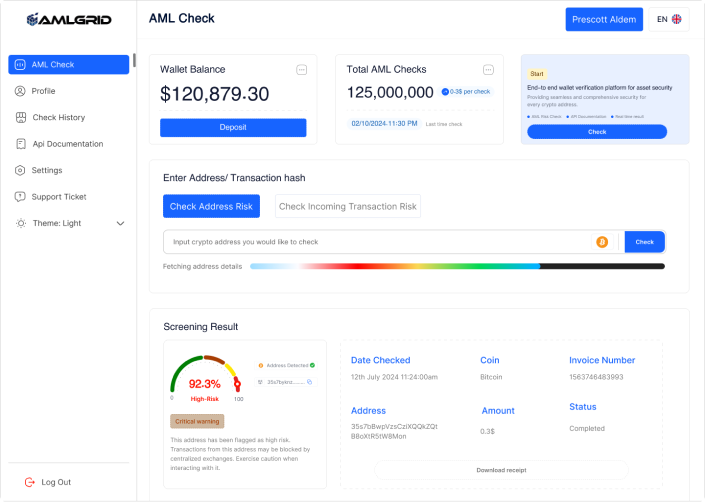 AMLGRID
AML Check
Prescott Aldem
EN
AML Check
Profile
Check History
Api Documentation
Settings
Support Ticket
Theme: Light
Log Out
Wallet Balance
$120,879.30
Deposit
Total AML Checks
125,000,000
0.3$ per check
02/10/2024.11:30 PM
Last time check
Start
End-to end wallet verification platform for asset security
Providing seamless and comprehensive security for
every crypto address.
AML Risk Check
API Documentation
Real-time result
Check
Enter Address/ Transaction hash
Check Address Risk
Check Incoming Transaction Risk
Input crypto address you would like to check
Check
Fetching address details
Screening Result
92.3%
0
High-Risk
100
Address Detected
35s7byknz.........
Critical warning
This address has been flagged as high risk.
Transactions from this address may be blocked by
centralized exchanges. Exercise caution when
interacting with it.
Date Checked
12th July 2024 11:24:00am
Coin
Bitcoin
Invoice Number
1563746483993
Address
35s7bBwpVzsCziXQQkZQt
B8oXtR5tW8Mon
Amount
0.3$
Status
Completed
Download receipt